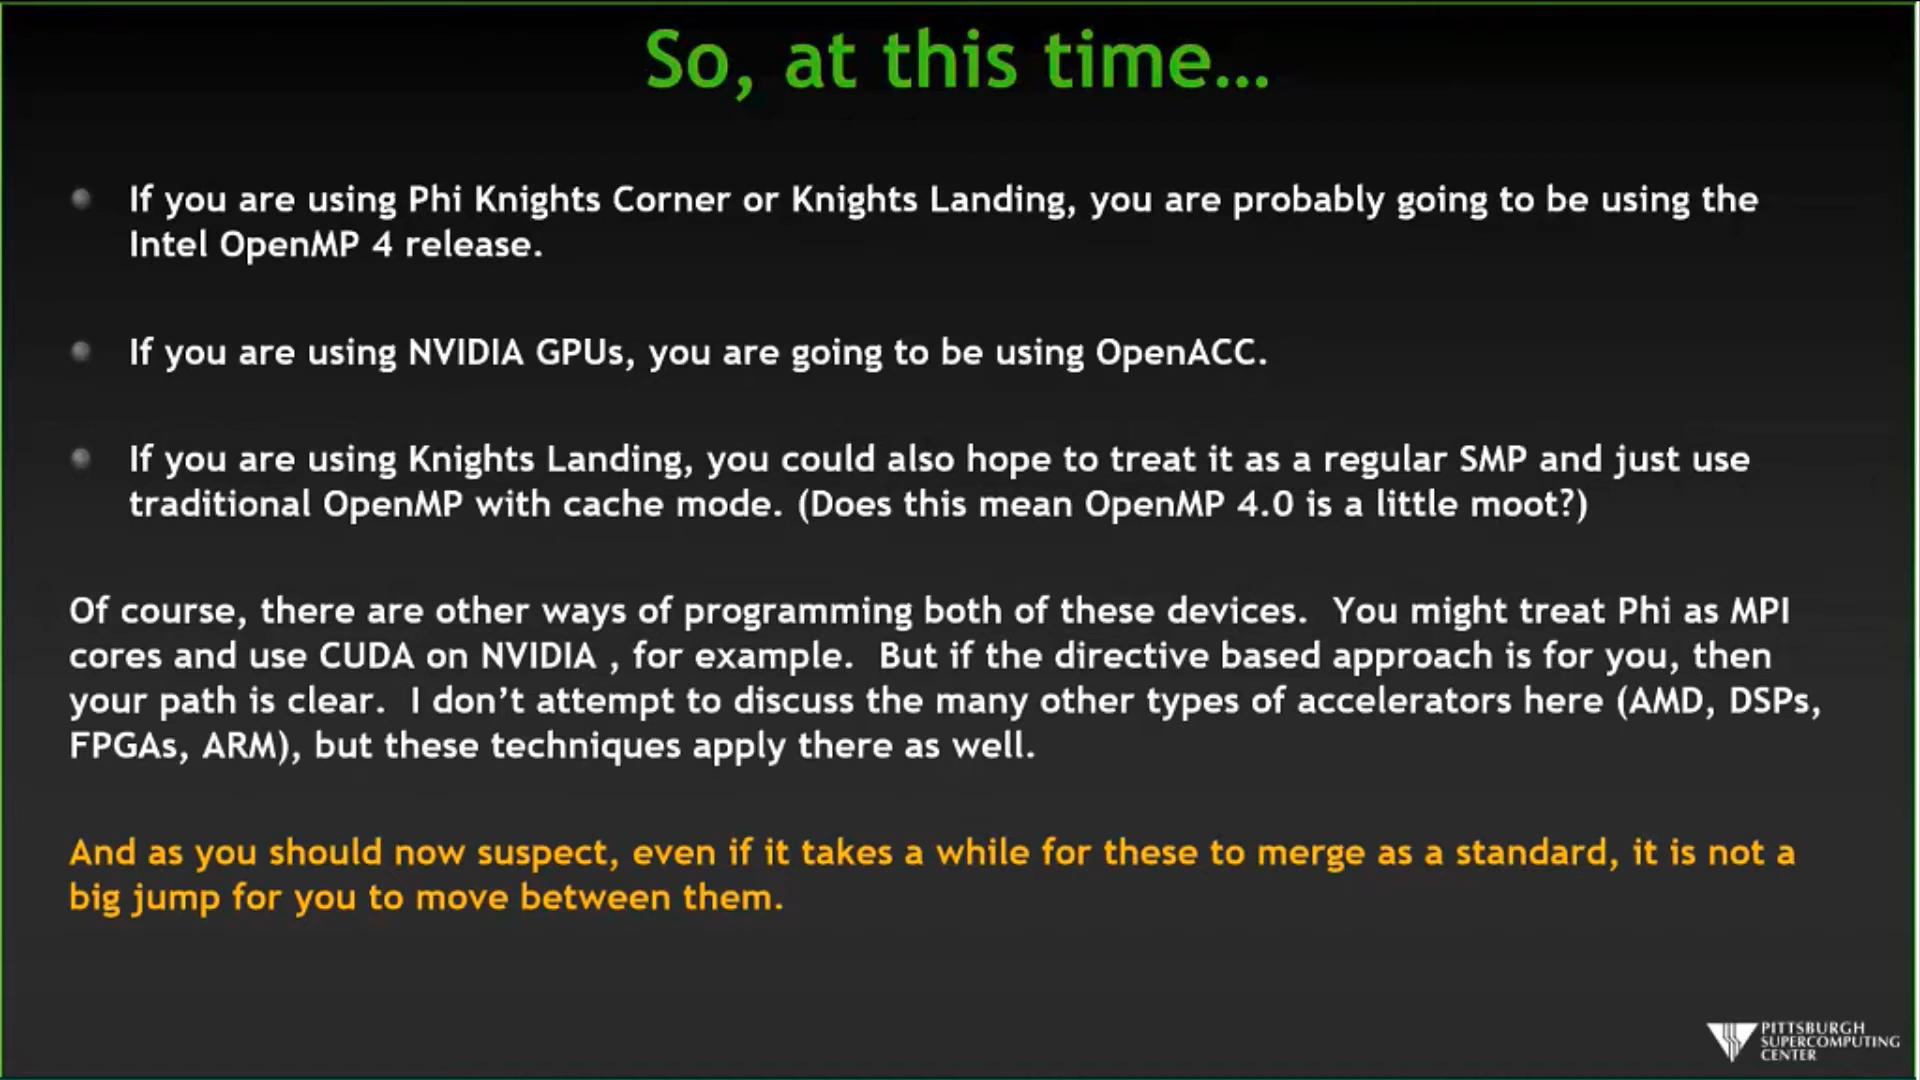 So, at this time...
If you are using Phi Knights Corner or Knights Landing, you are probably going to be using the
Intel OpenMP 4 release.
If you are using NVIDIA GPUs, you are going to be using OpenACC.
If you are using Knights Landing, you could also hope to treat it as a regular SMP and just use
traditional OpenMP with cache mode. (Does this mean OpenMP 4.0 is a little moot?)
Of course, there are other ways of programming both of these devices.  You might treat Phi as MPI
cores and use CUDA on NVIDIA , for example.  But if the directive based approach is for you, then
your path is clear.  I don’t attempt to discuss the many other types of accelerators here (AMD, DSPs,
FPGAs, ARM), but these techniques apply there as well.
And as you should now suspect, even if it takes a while for these to merge as a standard, it is not a
big jump for you to move between them.
PITTSBURGH
SUPERCOMPUTING
CENTER